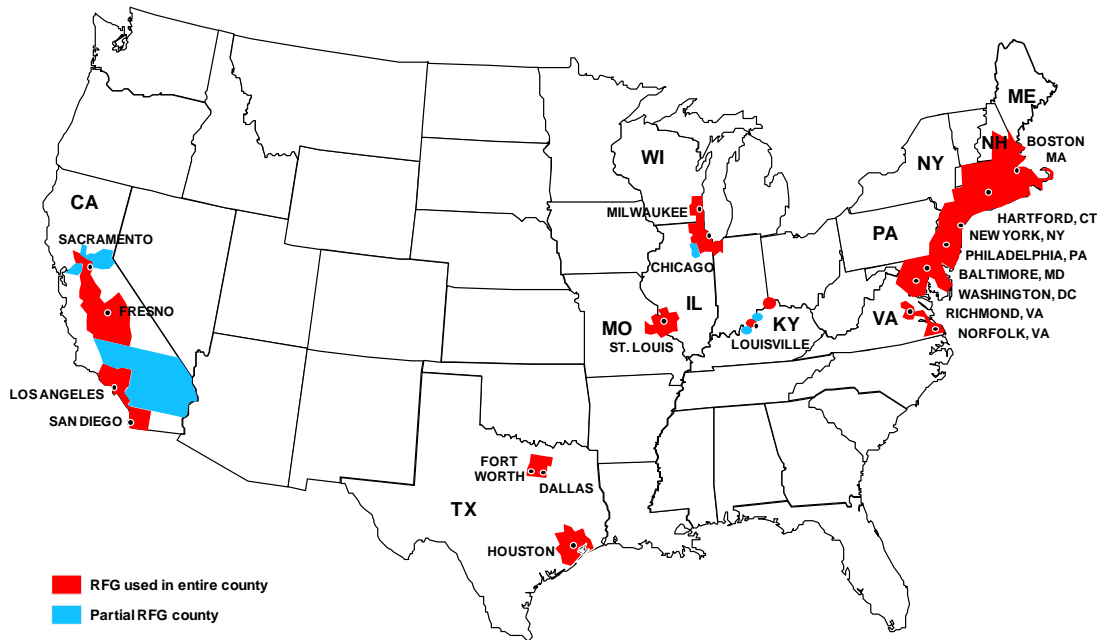 ME
NH
BOSTON
MA
WI
NY
CA
MILWAUKEE
HARTFORD, CT
SACRAMENTO
PA
NEW YORK, NY
PHILADELPHIA, PA
CHICAGO
BALTIMORE, MD
WASHINGTON, DC
FRESNO
IL
RICHMOND, VA
MO
KY
VA
NORFOLK, VA
ST. LOUIS
LOUISVILLE
LOS ANGELES
SAN DIEGO
FORT
WORTH
DALLAS
TX
HOUSTON
RFG used in entire county
Partial RFG county